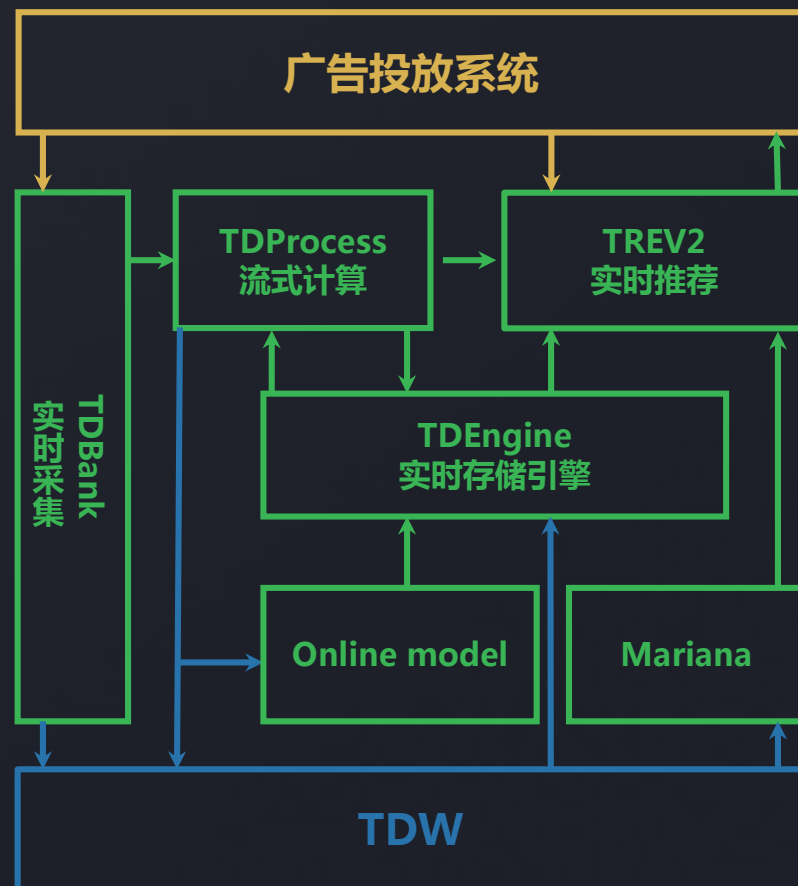 广告投放系统
TDProcess
流式计算
TREV2
实时推荐
TDBank
实时采集
TDEngine
实时存储引擎
Online model
Mariana
TDW